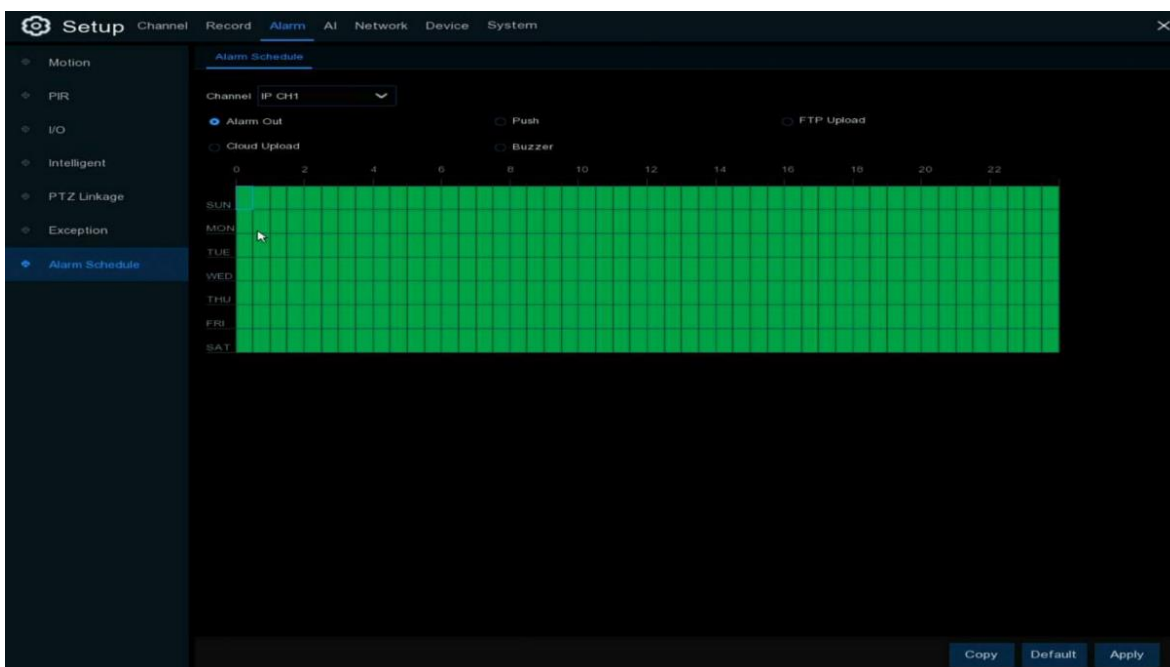 Setup Channel Record Alarm AI Network Device System
Motion
PIR
I/O
Intelligent
PTZ Linkage
Exception
Alarm Schedule
Alarm Schedule
Channel IP CH1
Alarm Out Push FTP Upload
Cloud Upload Buzzer
0 2 4 6 8 10 12 14 16 18 20 22
SUN
MON
TUE
WED
THU
FRI
SAT
Copy Default Apply